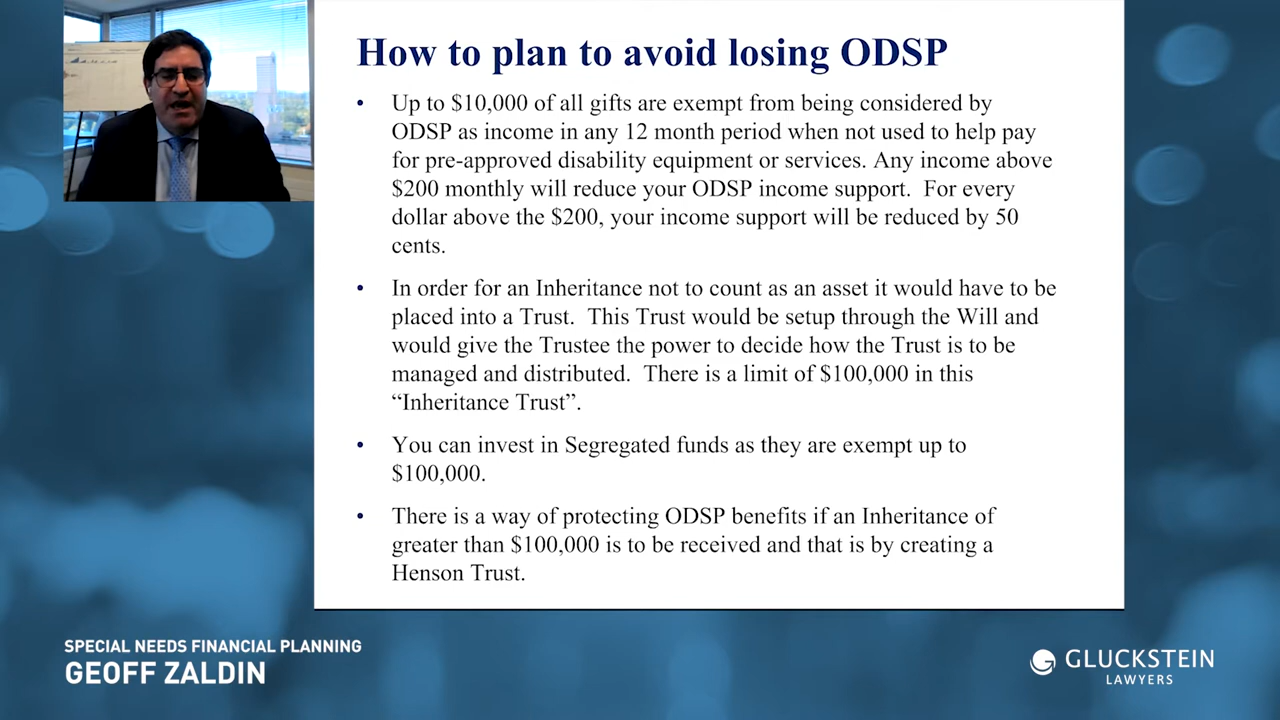 How to plan to avoid losing ODSP
• Up to $10,000 of all gifts are exempt from being considered by
ODSP as income in any 12 month period when not used to help pay
for pre-approved disability equipment or services. Any income above
$200 monthly will reduce your ODSP income support.  For every
dollar above the $200, your income support will be reduced by 50
cents.
• In order for an Inheritance not to count as an asset it would have to be
placed into a Trust.  This Trust would be setup through the Will and
would give the Trustee the power to decide how the Trust is to be
managed and distributed.  There is a limit of $100,000 in this
“Inheritance Trust”.
• You can invest in Segregated funds as they are exempt up to
$100,000.
• There is a way of protecting ODSP benefits if an Inheritance of
greater than $100,000 is to be received and that is by creating a
Henson Trust.
SPECIAL NEEDS FINANCIAL PLANNING
GEOFF ZALDIN
GLUCKSTEIN
LAWYERS